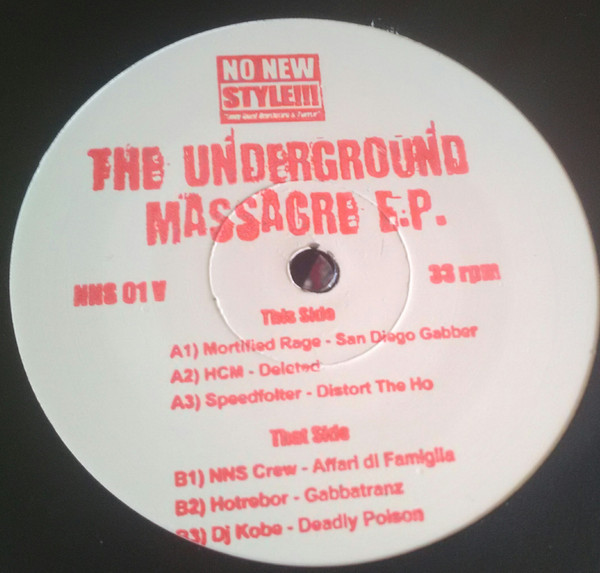 NO NEW
STYLE!!!
THE UNDERGROUND
MASSACRE E.P.
NNS 01 V
33 rpm
This Side
A1) Mortified Rage - San Diego Gabber
A2) HCM - Deleted
A3) Speedfolter - Distort The Ho
That Side
B1) NNS Crew - Affari di Famiglia
B2) Hotrebor - Gabbatranz
B3) Dj Kobe - Deadly Poison